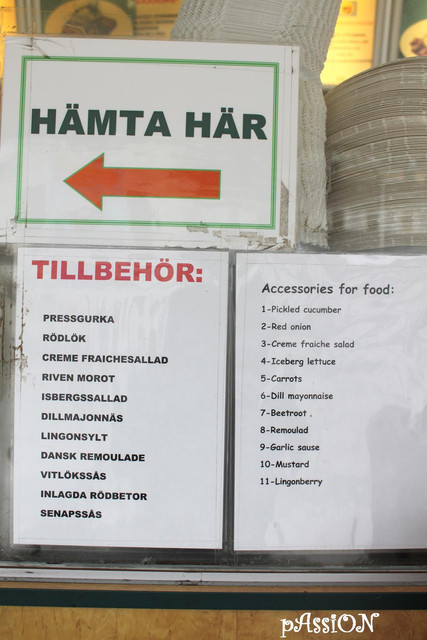 HÄMTA HÄR
TILLBEHÖR:
PRESSGURKA
RÖDLÖK
CREME FRAICHESALLAD
RIVEN MOROT
ISBERGSSALLAD
DILLMAJONNÄS
LINGONSYLT
DANSK REMOULADE
VITLÖKSSÅS
INLAGDA RÖDBETOR
SENAPSSÅS
Accessories for food:
1-Pickled cucumber
2-Red onion
3-Creme fraiche salad
4-Iceberg lettuce
5-Carrots
6-Dill mayonnaise
7-Beetroot .
8-Remoulad
9-Garlic sause
10-Mustard
11-Lingonberry
pAssiON